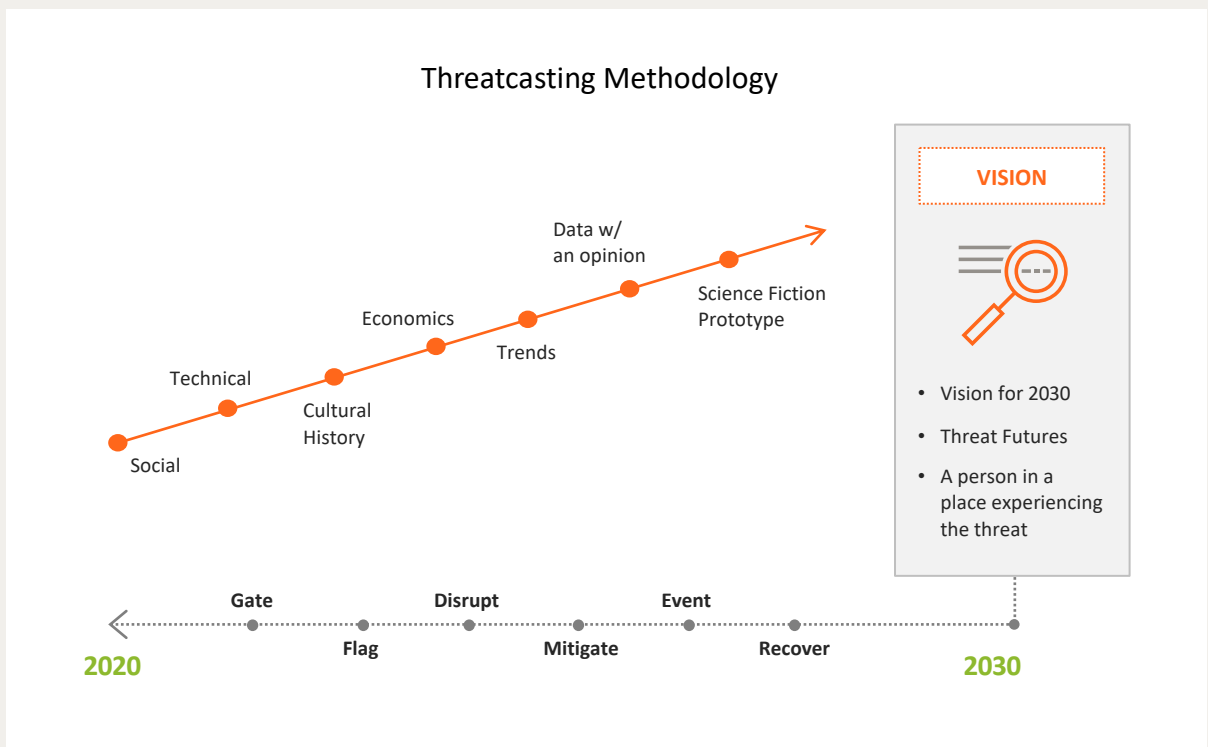 Threatcasting Methodology
VISION
Data w/
an opinion
Science Fiction
Prototype
Economics
Trends
Technical
Cultural
History
Social
• Vision for 2030
• Threat Futures
• A person in a
place experiencing
the threat
Gate
Disrupt
Event
Flag
Mitigate
Recover
2020
2030